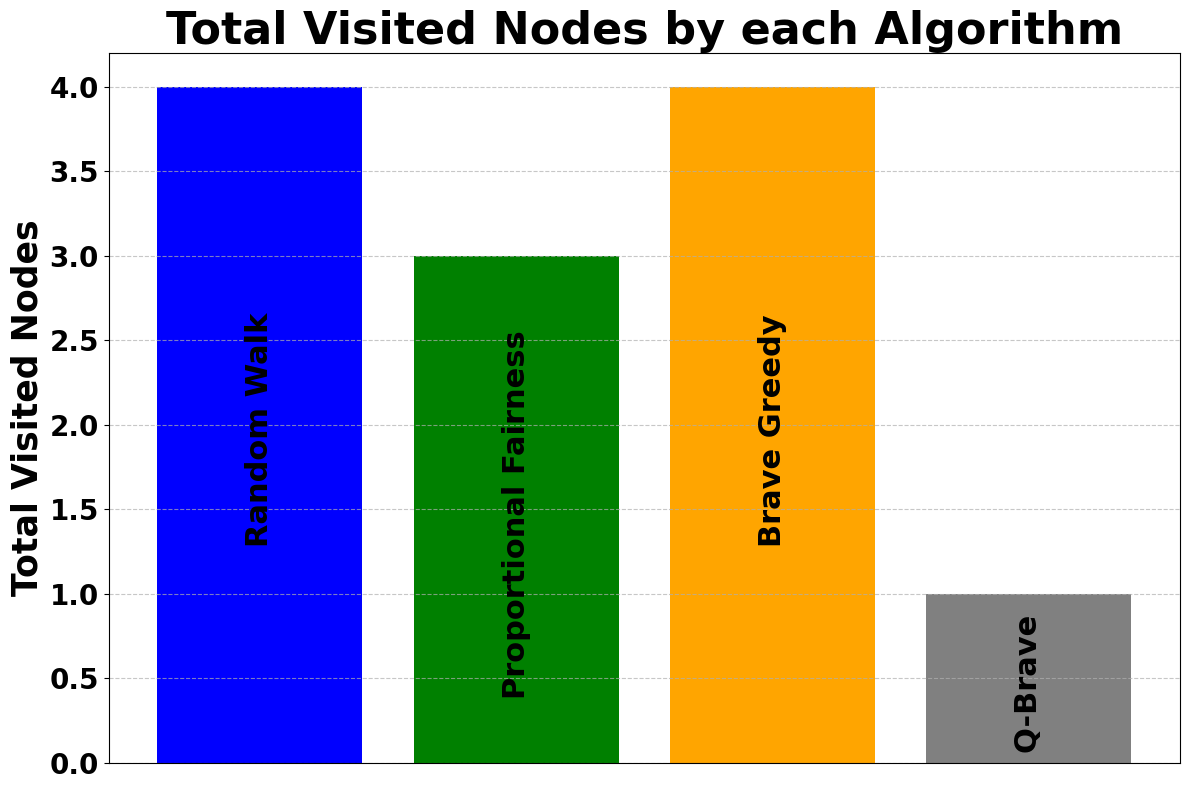 Total Visited Nodes by each Algorithm
Total Visited Nodes
4.0
3.5
3.0
2.5
2.0
1.5
1.0
0.5
0.0
Random Walk
Proportional Fairness
Brave Greedy
Q-Brave